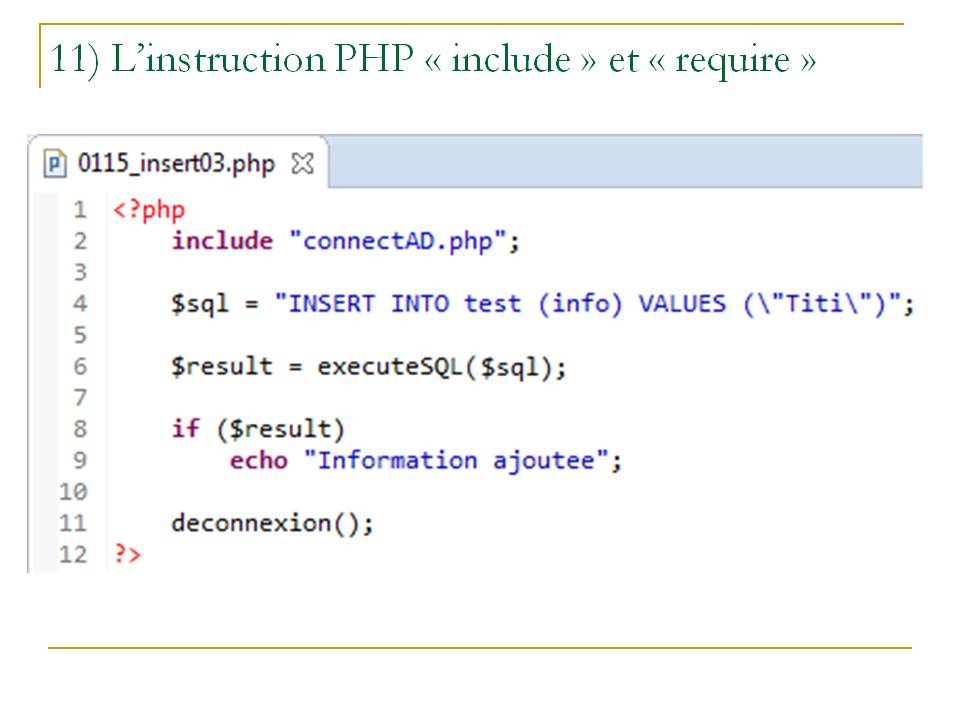 11) L’instruction PHP « include » et « require »
0115_insert03.php
1 <?php
2 include "connectAD.php";
3
4 $sql = "INSERT INTO test (info) VALUES (\"Titi\")";
5
6 $result = executeSQL($sql);
7
8 if ($result)
9 echo "Information ajoutee";
10
11 deconnexion();
12 ?>